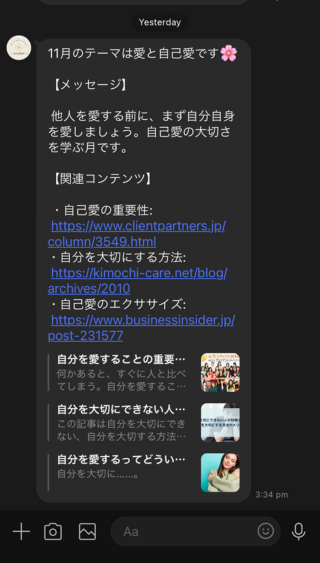 Yesterday
11月のテーマは愛と自己愛です🌸
【メッセージ】
他人を愛する前に、まず自分自身
を愛しましょう。自己愛の大切さ
を学ぶ月です。
【関連コンテンツ】
・自己愛の重要性:
https://www.clientpartners.jp/
column/3549.html
・自分を大切にする方法:
https://kimochi-care.net/blog/
archives/2010
・自己愛のエクササイズ:
https://www.businessinsider.jp/
post-231577
自分を愛することの重要…
何かあると、すぐに人と比べ
てしまう。自分を愛するこ…
自分を大切にできない人…
この記事は自分を大切にでき
ない、自分を大切する方法…
自分を愛するってどうい…
自分を大切に……。
3:34 pm
Aa